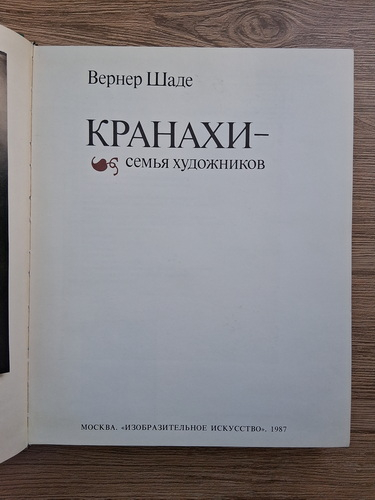 Вернер Шаде
КРАНАХИ–
семья художников
МОСКВА. «ИЗОБРАЗИТЕЛЬНОЕ ИСКУССТВО». 1987